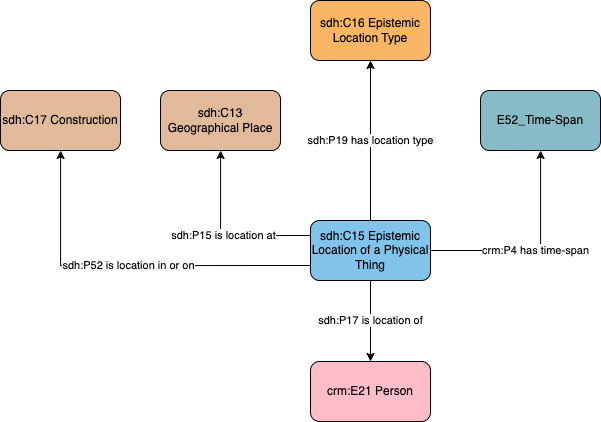 sdh:C16 Epistemic
Location Type
sdh:C17 Construction
sdh:C13
Geographical Place
E52_Time-Span
sdh:P19 has location type
sdh:P15 is location at
sdh:C15 Epistemic
Location of a Physical
Thing
crm:P4 has time-span
sdh:P52 is location in or on
sdh:P17 is location of
crm:E21 Person